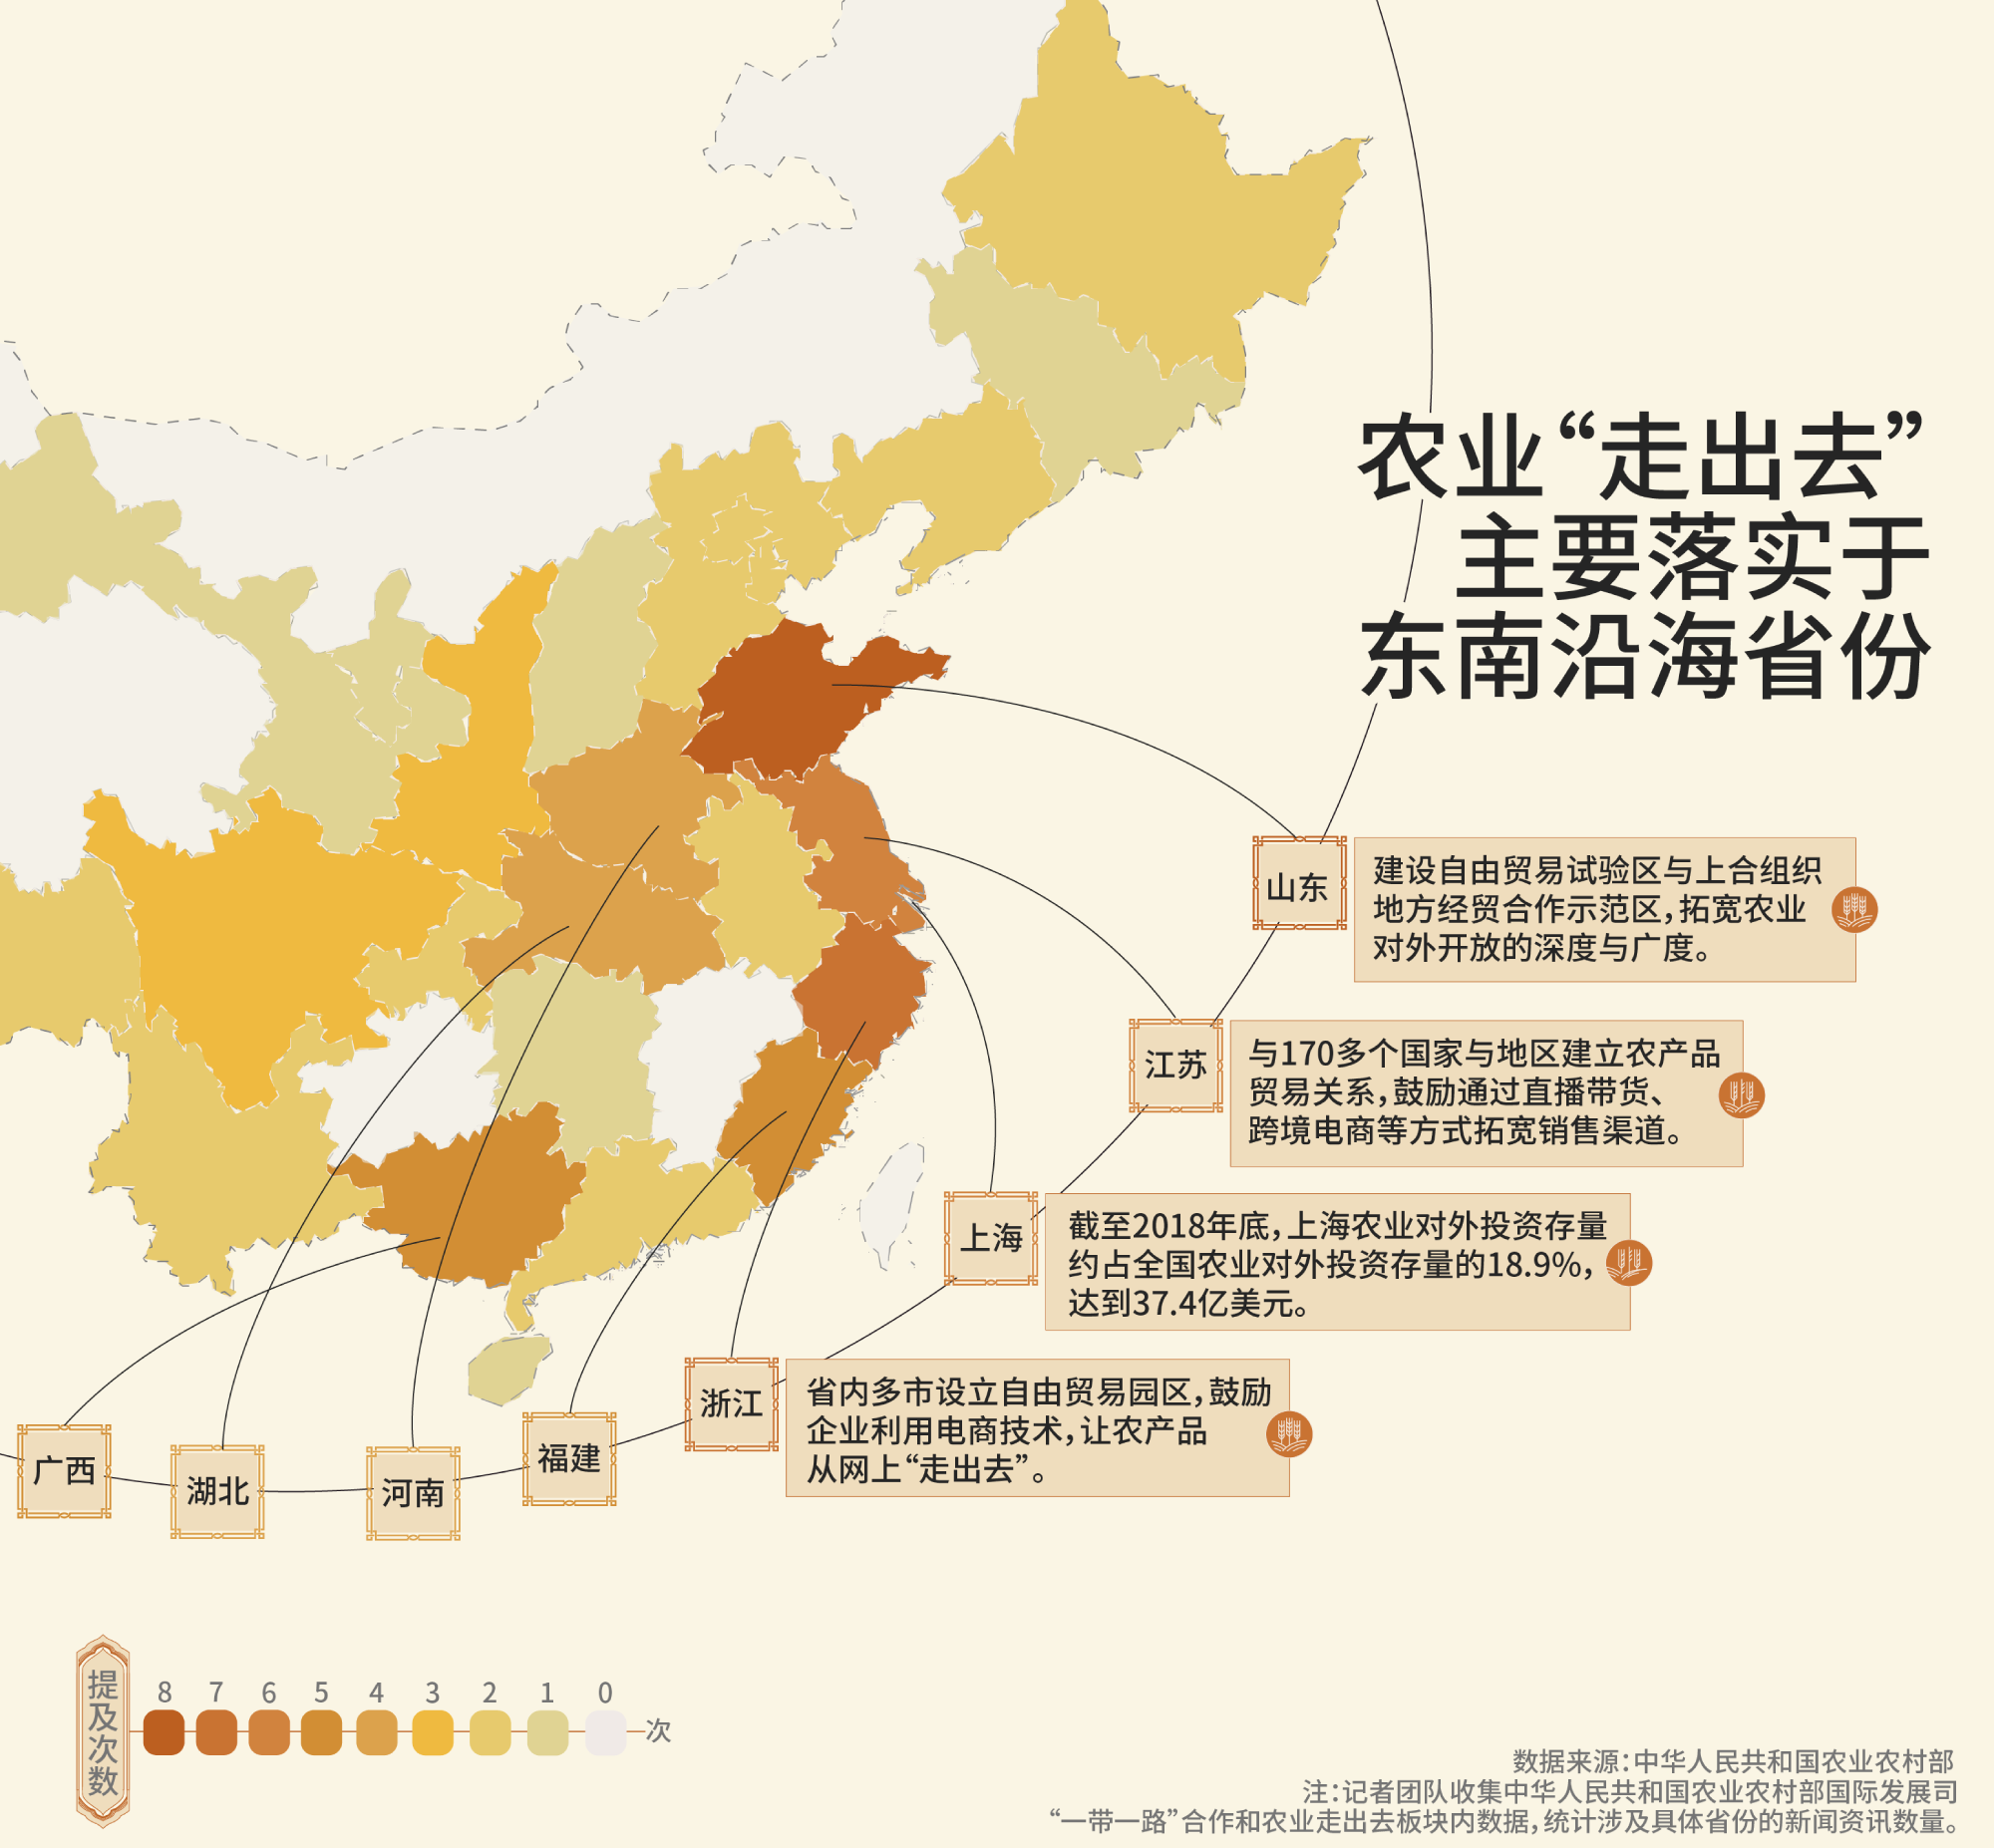 农业“走出去”
主要落实于
东南沿海省份
山东
建设自由贸易试验区与上合组织
地方经贸合作示范区，拓宽农业
对外开放的深度与广度。
江苏
与170多个国家与地区建立农产品
贸易关系，鼓励通过直播带货、
跨境电商等方式拓宽销售渠道。
上海
截至2018年底，上海农业对外投资存量
约占全国农业对外投资存量的18.9%，
达到37.4亿美元。
浙江
省内多市设立自由贸易园区，鼓励
企业利用电商技术，让农产品
从网上“走出去”。
福建
河南
湖北
广西
提及次数
8 7 6 5 4 3 2 1 0
次
数据来源：中华人民共和国农业农村部
注：记者团队收集中华人民共和国农业农村部国际发展司
“一带一路”合作和农业走出去板块内数据，统计涉及具体省份的新闻资讯数量。